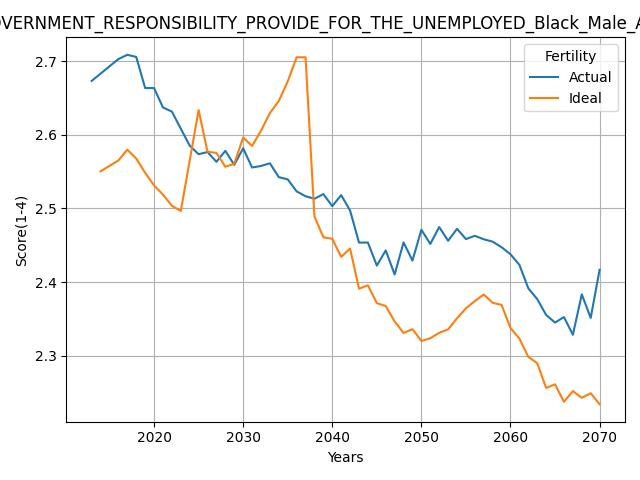 OVERNMENT_RESPONSIBILITY_PROVIDE_FOR_THE_UNEMPLOYED_Black_Male_A
Fertility
Actual
Ideal
Score(1-4)
2.7
2.6
2.5
2.4
2.3
2020 2030 2040 2050 2060 2070
Years